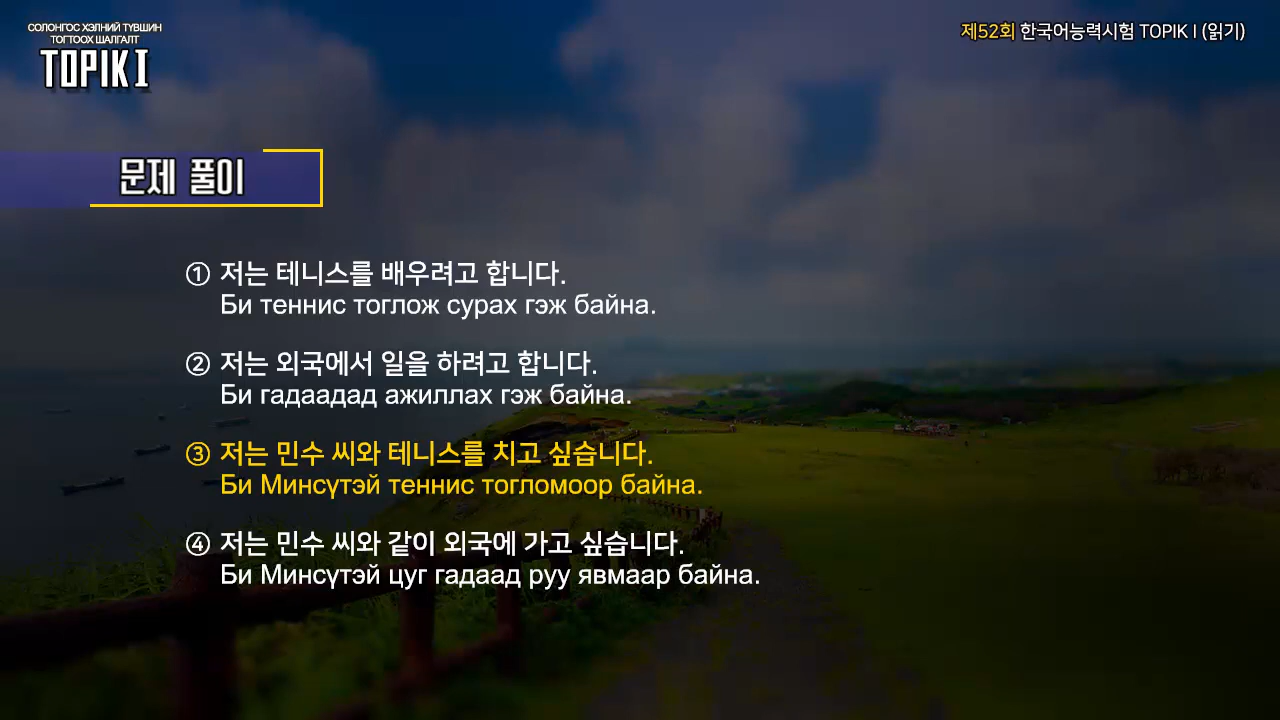 СОЛОНГОС ХЭЛНИЙ ТҮВШИН
ТОГТООХ ШАЛГАЛТ
TOPIK I
제52회 한국어능력시험 TOPIK I (읽기)
문제 풀이
① 저는 테니스를 배우려고 합니다.
Би теннис тоглож сурах гэж байна.
② 저는 외국에서 일을 하려고 합니다.
Би гадаадад ажиллах гэж байна.
③ 저는 민수 씨와 테니스를 치고 싶습니다.
Би Минсүтэй теннис тогломоор байна.
④ 저는 민수 씨와 같이 외국에 가고 싶습니다.
Би Минсүтэй цуг гадаад руу явмаар байна.